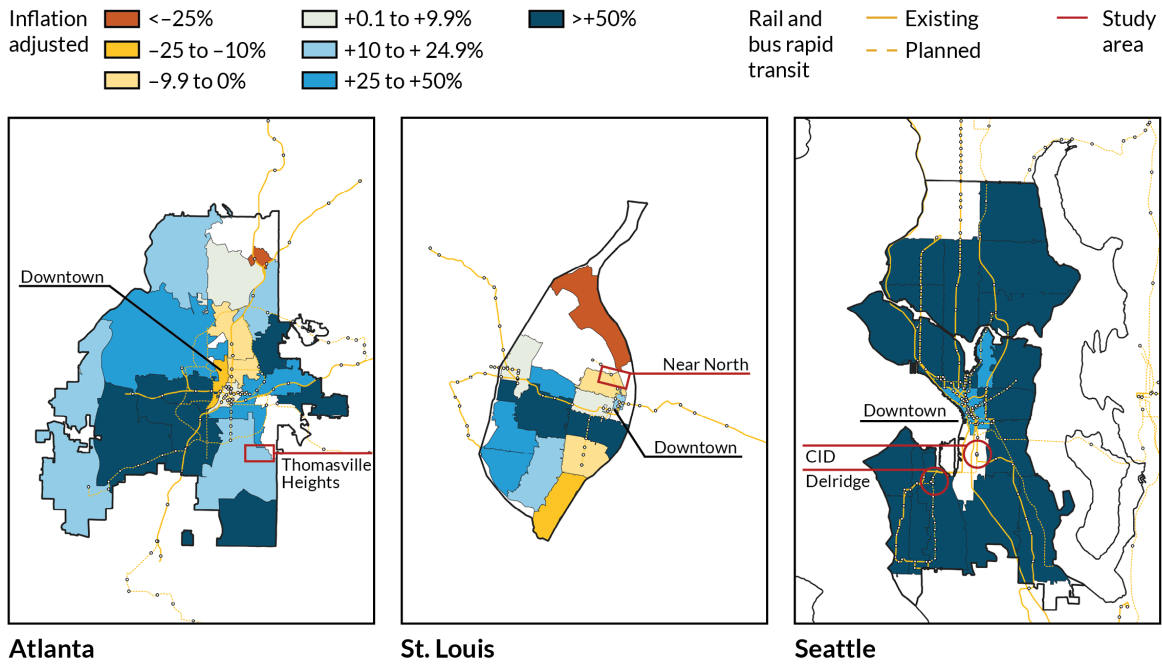 Inflation
adjusted
<–25%
–25 to –10%
–9.9 to 0%
+0.1 to +9.9%
+10 to + 24.9%
+25 to +50%
>+50%
Rail and
bus rapid
transit
Existing
Planned
Study
area
Downtown
Thomasville
Heights
Near North
Downtown
Downtown
CID
Delridge
Atlanta
St. Louis
Seattle